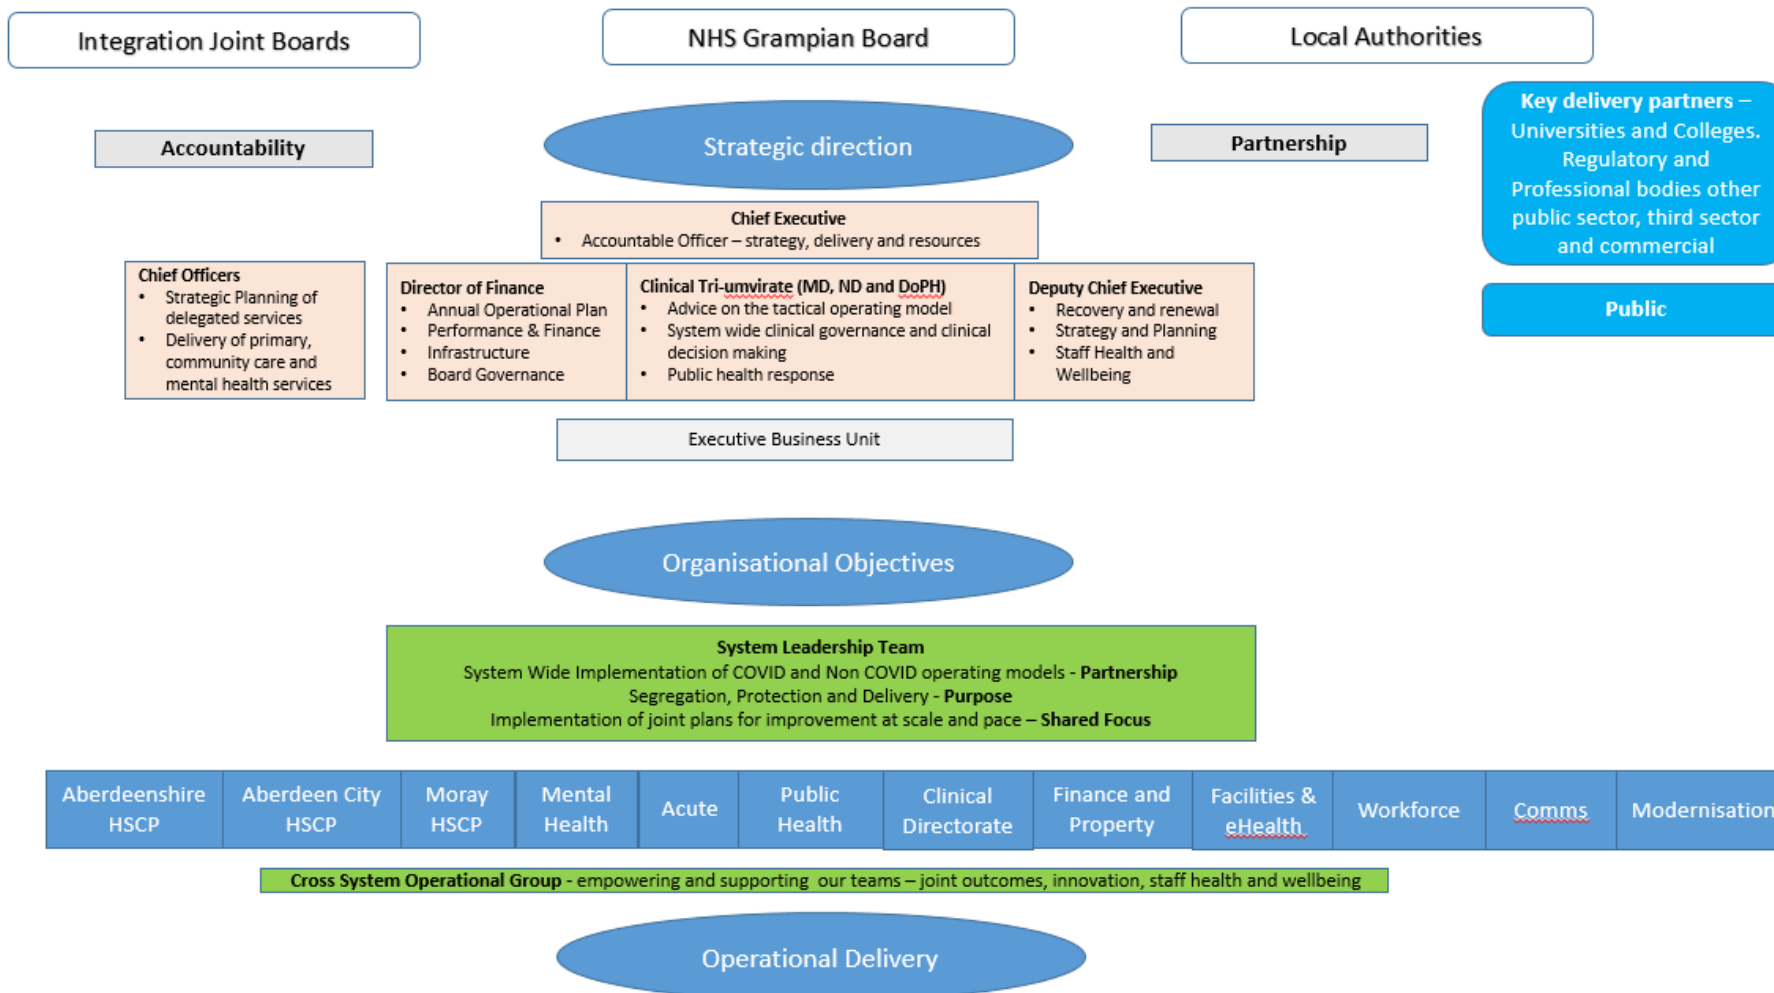 Integration Joint Boards
NHS Grampian Board
Local Authorities
Accountability
Strategic direction
Partnership
Key delivery partners –
Universities and Colleges.
Regulatory and
Professional bodies other
public sector, third sector
and commercial
Public
Chief Executive
• Accountable Officer – strategy, delivery and resources
Chief Officers
• Strategic Planning of
delegated services
• Delivery of primary,
community care and
mental health services
Director of Finance
• Annual Operational Plan
• Performance & Finance
• Infrastructure
• Board Governance
Clinical Tri-umvirate (MD, ND and DoPH)
• Advice on the tactical operating model
• System wide clinical governance and clinical
decision making
• Public health response
Deputy Chief Executive
• Recovery and renewal
• Strategy and Planning
• Staff Health and
Wellbeing
Executive Business Unit
Organisational Objectives
System Leadership Team
System Wide Implementation of COVID and Non COVID operating models - Partnership
Segregation, Protection and Delivery - Purpose
Implementation of joint plans for improvement at scale and pace – Shared Focus
Aberdeenshire
HSCP
Aberdeen City
HSCP
Moray
HSCP
Mental
Health
Acute
Public
Health
Clinical
Directorate
Finance and
Property
Facilities &
eHealth
Workforce
Comms
Modernisation
Cross System Operational Group - empowering and supporting our teams – joint outcomes, innovation, staff health and wellbeing
Operational Delivery